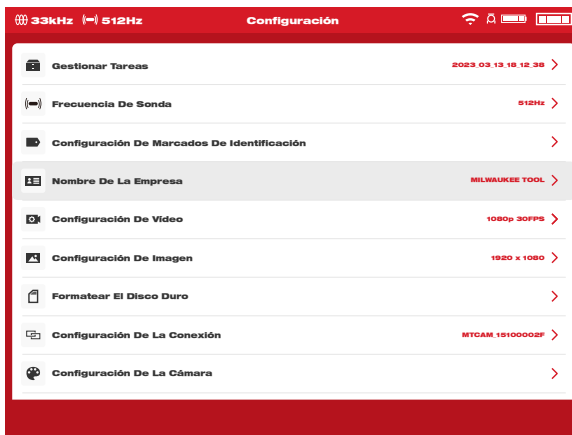 33kHz 512Hz Configuración
Gestionar Tareas 2023_03_13_18_12_38
Frecuencia De Sonda 512Hz
Configuración De Marcados De Identificación
Nombre De La Empresa MILWAUKEE TOOL
Configuración De Vídeo 1080p 30FPS
Configuración De Imagen 1920 x 1080
Formatear El Disco Duro
Configuración De La Conexión MTCAM_15100002F
Configuración De La Cámara